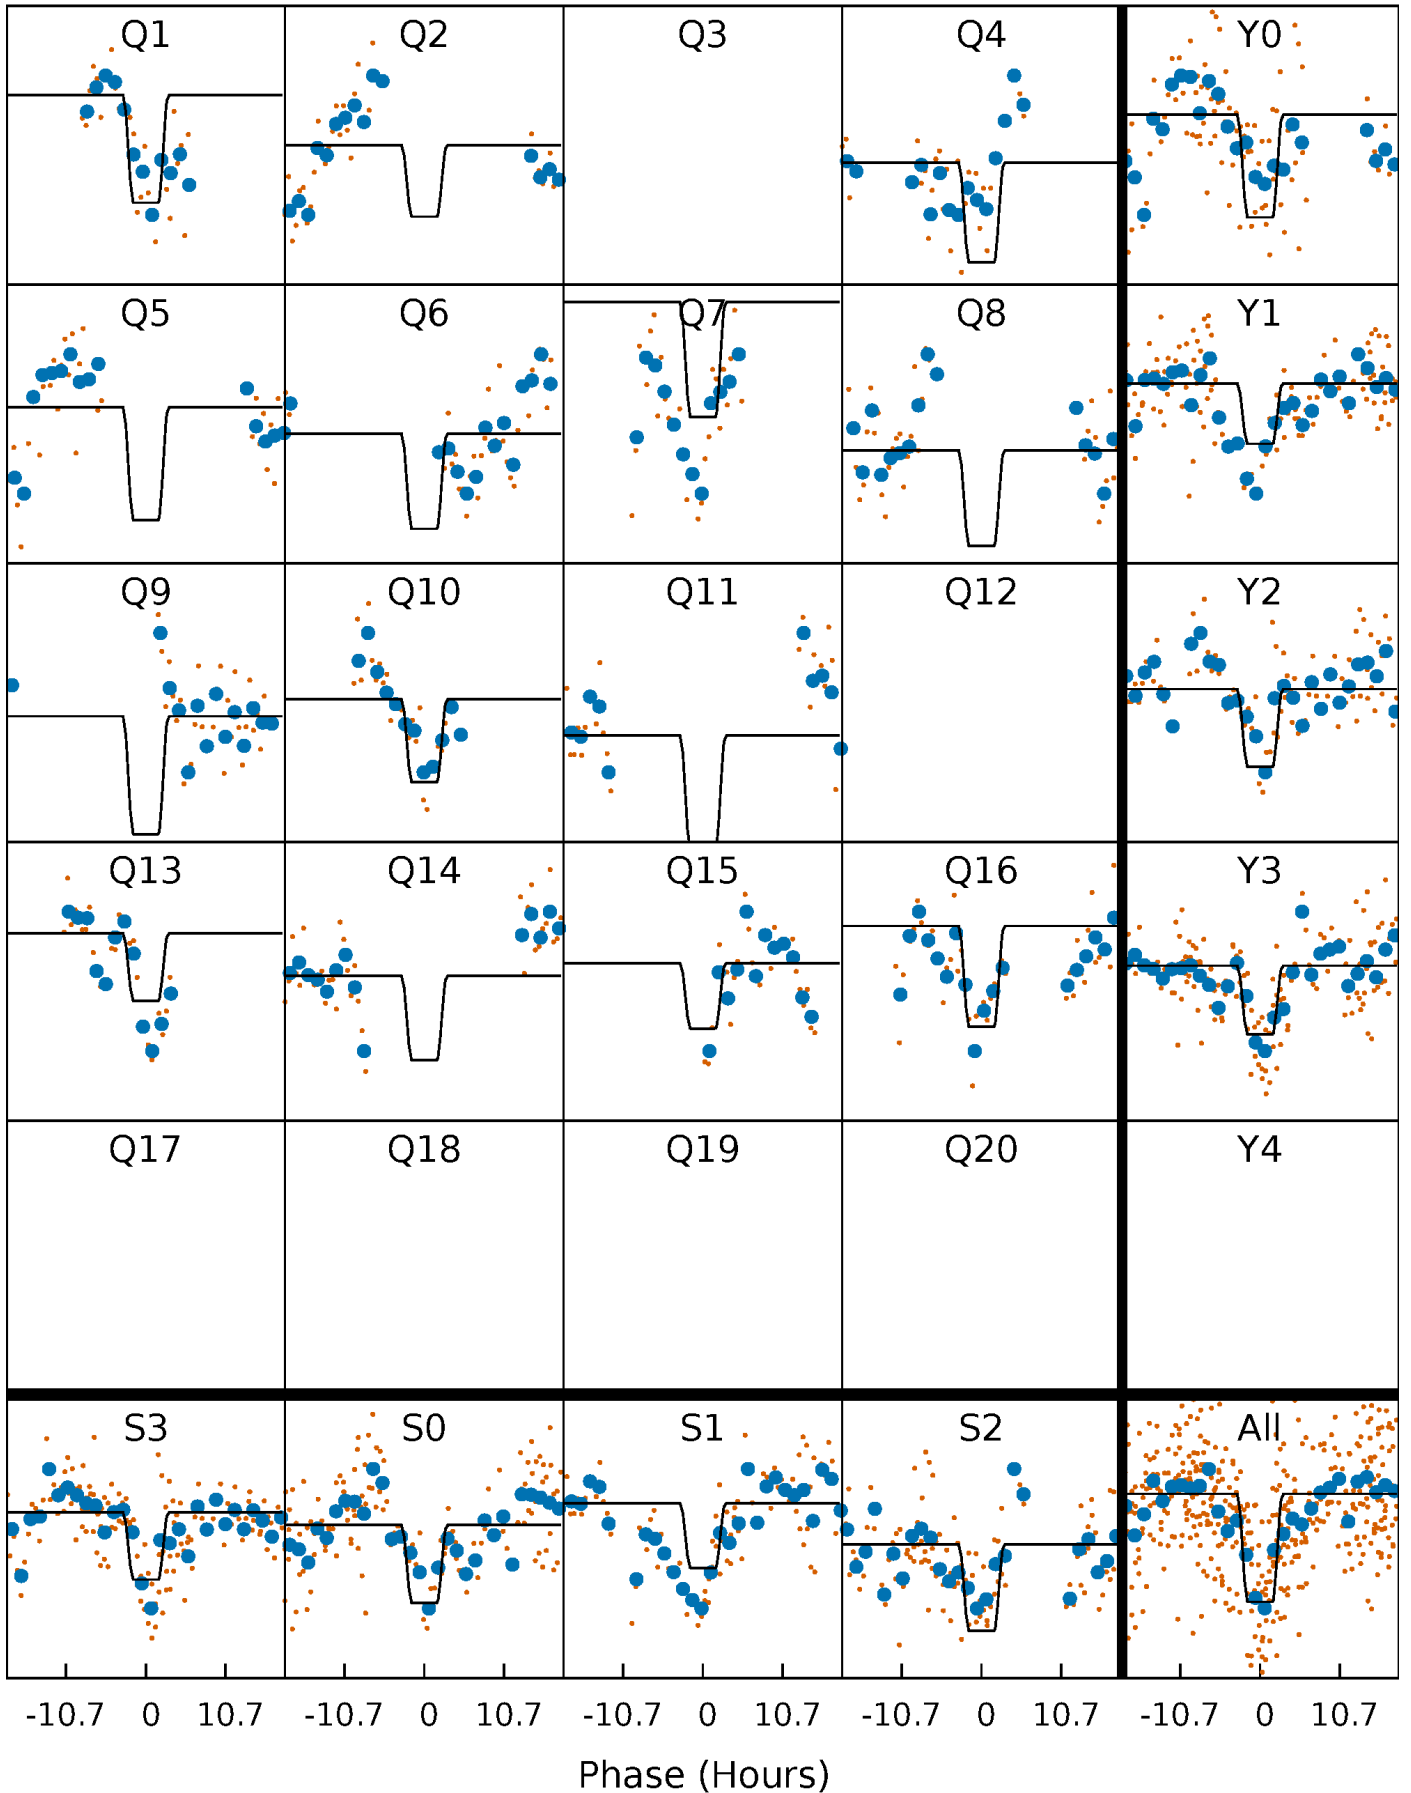 Q1 Q2 Q3 Q4 Y0
Q5 Q6 Q7 Q8 Y1
Q9 Q10 Q11 Q12 Y2
Q13 Q14 Q15 Q16 Y3
Q17 Q18 Q19 Q20 Y4
S3 S0 S1 S2 All
-10.7 0 10.7 -10.7 0 10.7 -10.7 0 10.7 -10.7 0 10.7 -10.7 0 10.7
Phase (Hours)